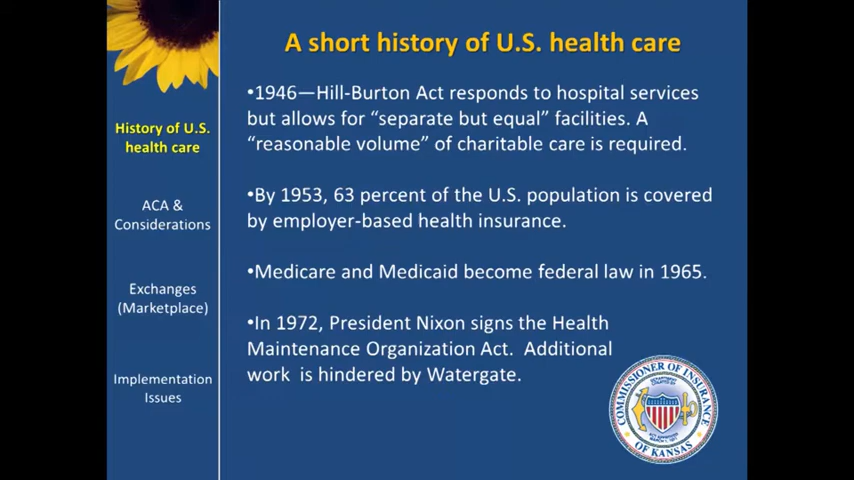 A short history of U.S. health care
History of U.S.
health care
ACA &
Considerations
Exchanges
(Marketplace)
Implementation
Issues
•1946—Hill-Burton Act responds to hospital services
but allows for “separate but equal” facilities. A
“reasonable volume” of charitable care is required.
•By 1953, 63 percent of the U.S. population is covered
by employer-based health insurance.
•Medicare and Medicaid become federal law in 1965.
•In 1972, President Nixon signs the Health
Maintenance Organization Act. Additional
work is hindered by Watergate.
COMMISSIONER OF INSURANCE
OF KANSAS